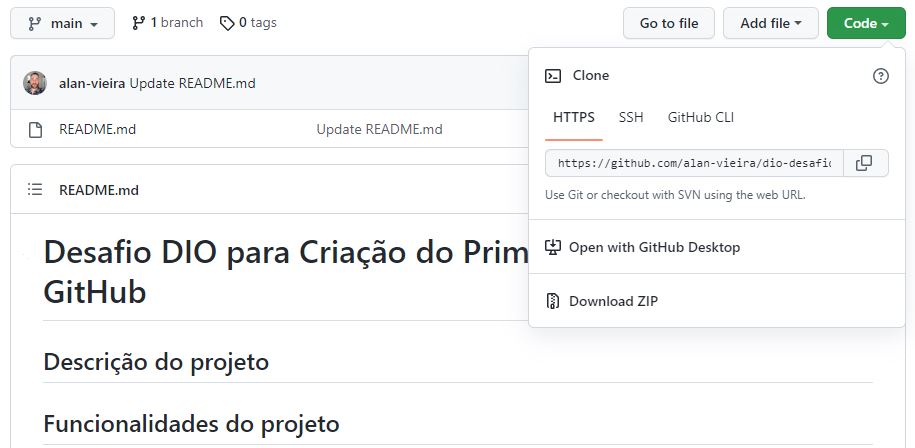 main 1 branch 0 tags Go to file Add file Code
alan-vieira Update README.md
Clone
README.md Update README.md
HTTPS SSH GitHub CLI
https://github.com/alan-vieira/dio-desafio
Use Git or checkout with SVN using the web URL.
README.md
Open with GitHub Desktop
Download ZIP
Desafio DIO para Criação do Prim
GitHub
Descrição do projeto
Funcionalidades do projeto